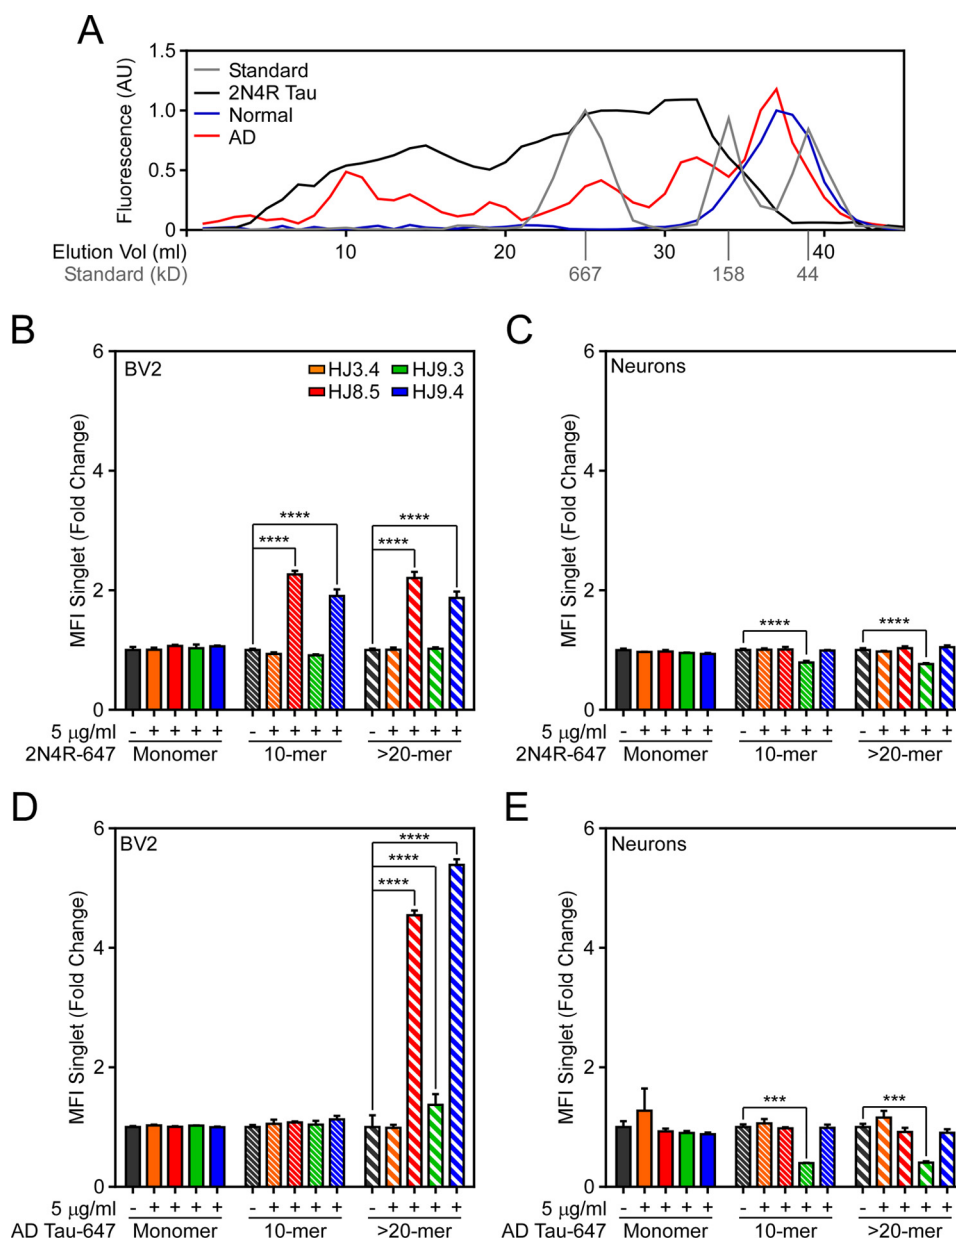 A
Fluorescence (AU)
1.5
1.0
0.5
0
Standard
2N4R Tau
Normal
AD
Elution Vol (ml) 10 20 30 40
Standard (kD) 667 158 44
B
MFI Singlet (Fold Change)
6
4
2
0
BV2
HJ3.4 HJ9.3
HJ8.5 HJ9.4
**** ****
**** ****
5 μg/ml - + + + + - + + + + - + + + +
2N4R-647 Monomer 10-mer >20-mer
C
MFI Singlet (Fold Change)
6
4
2
0
Neurons
**** ****
5 μg/ml - + + + + - + + + + - + + + +
2N4R-647 Monomer 10-mer >20-mer
D
MFI Singlet (Fold Change)
6
4
2
0
BV2
****
****
****
5 μg/ml - + + + + - + + + + - + + + +
AD Tau-647 Monomer 10-mer >20-mer
E
MFI Singlet (Fold Change)
6
4
2
0
Neurons
*** ***
5 μg/ml - + + + + - + + + + - + + + +
AD Tau-647 Monomer 10-mer >20-mer